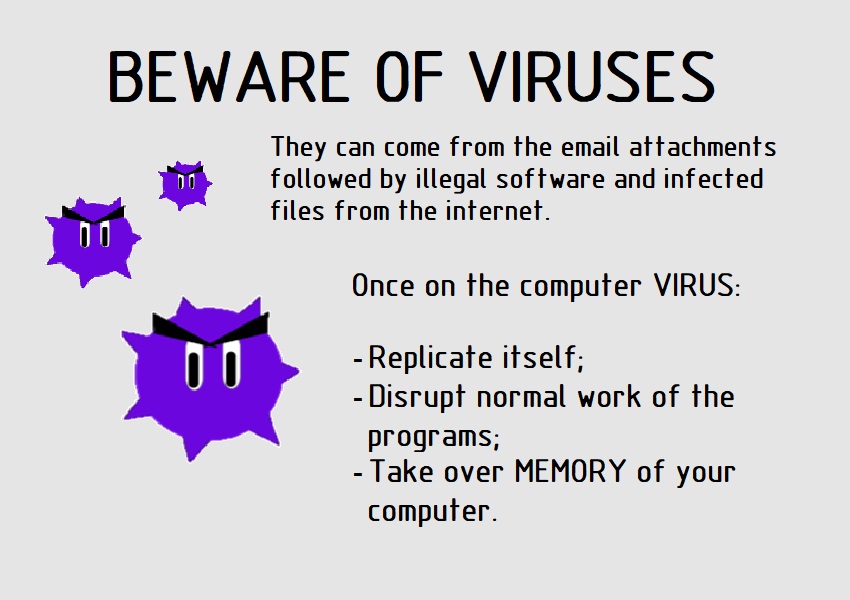 BEWARE OF VIRUSES
They can come from the email attachments
followed by illegal software and infected
files from the internet.
Once on the computer VIRUS:
- Replicate itself;
- Disrupt normal work of the
programs;
- Take over MEMORY of your
computer.